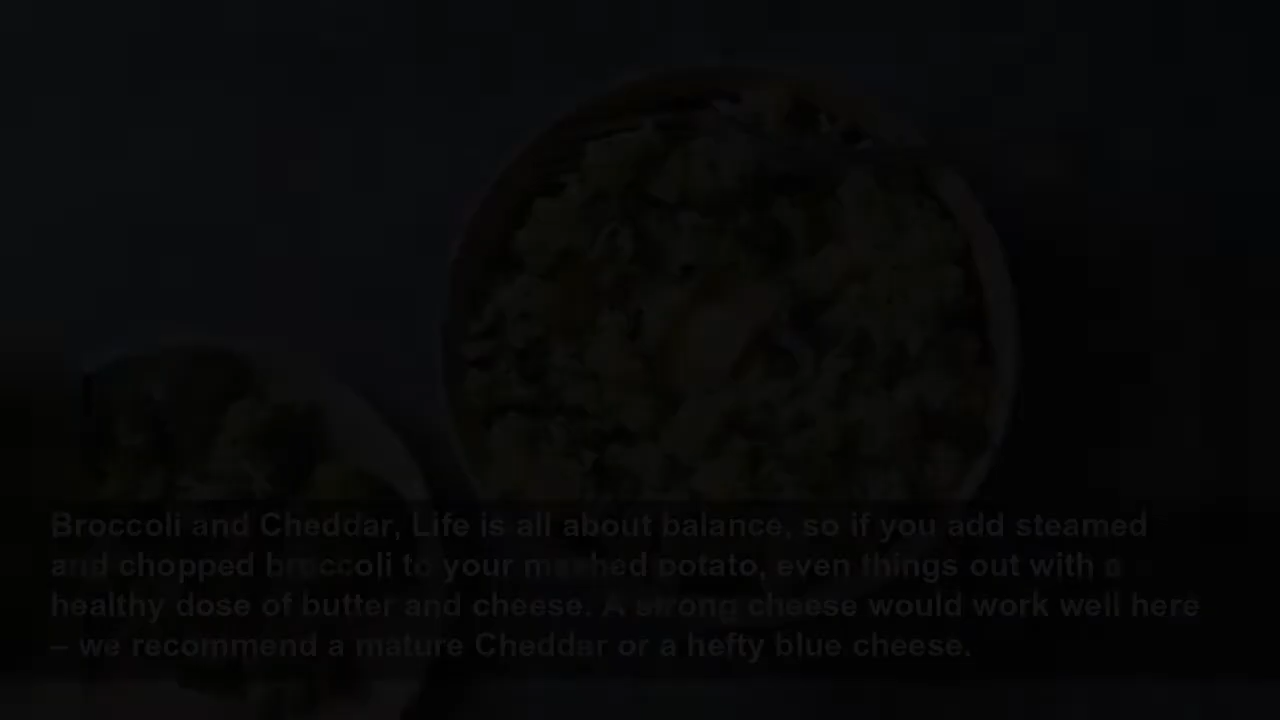 Broccoli and Cheddar, Life is all about balance, so if you add steamed
and chopped broccoli to your mashed potato, even things out with a
healthy dose of butter and cheese. A strong cheese would work well here
– we recommend a mature Cheddar or a hefty blue cheese.